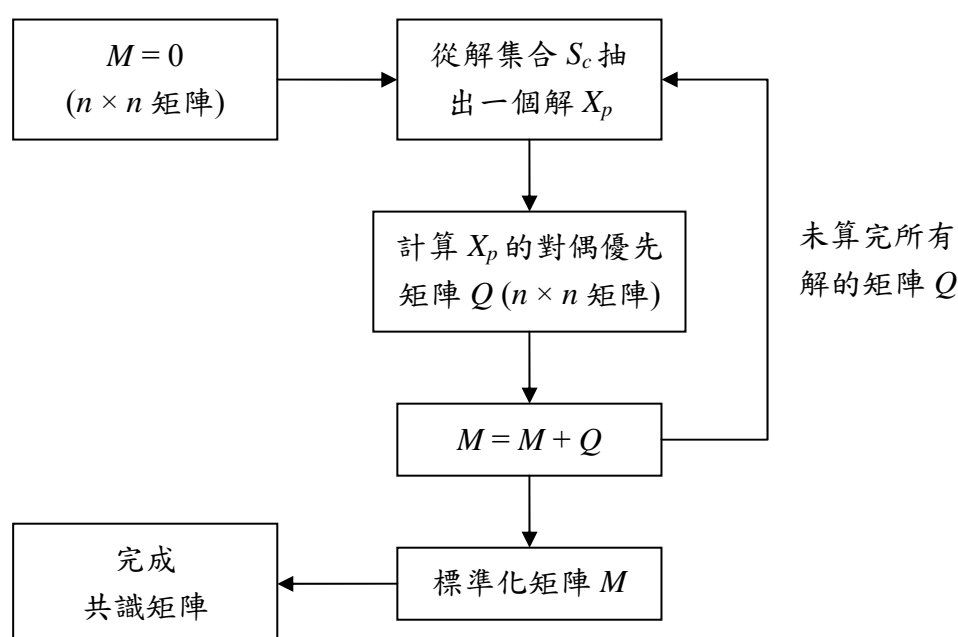 M = 0
(n × n 矩陣)
從解集合 Sc 抽
出一個解 Xp
計算 Xp 的對偶優先
矩陣 Q (n × n 矩陣)
未算完所有
解的矩陣 Q
M = M + Q
標準化矩陣 M
完成
共識矩陣